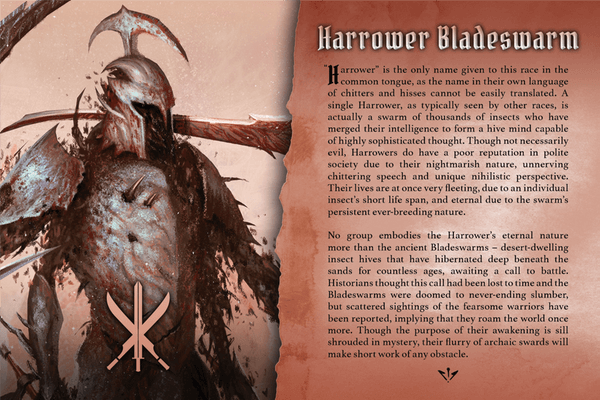 Harrower Bladeswarm
"Harrower" is the only name given to this race in the
common tongue, as the name in their own language
of chitters and hisses cannot be easily translated. A
single Harrower, as typically seen by other races, is
actually a swarm of thousands of insects who have
merged their intelligence to form a hive mind capable
of highly sophisticated thought. Though not necessarily
evil, Harrowers do have a poor reputation in polite
society due to their nightmarish nature, unnerving
chittering speech and unique nihilistic perspective.
Their lives are at once very fleeting, due to an individual
insect's short life span, and eternal due to the swarm's
persistent ever-breeding nature.
No group embodies the Harrower's eternal nature
more than the ancient Bladeswarms – desert-dwelling
insect hives that have hibernated deep beneath the
sands for countless ages, awaiting a call to battle.
Historians thought this call had been lost to time and the
Bladeswarms were doomed to never-ending slumber,
but scattered sightings of the fearsome warriors have
been reported, implying that they roam the world once
more. Though the purpose of their awakening is sill
shrouded in mystery, their flurry of archaic swards will
make short work of any obstacle.